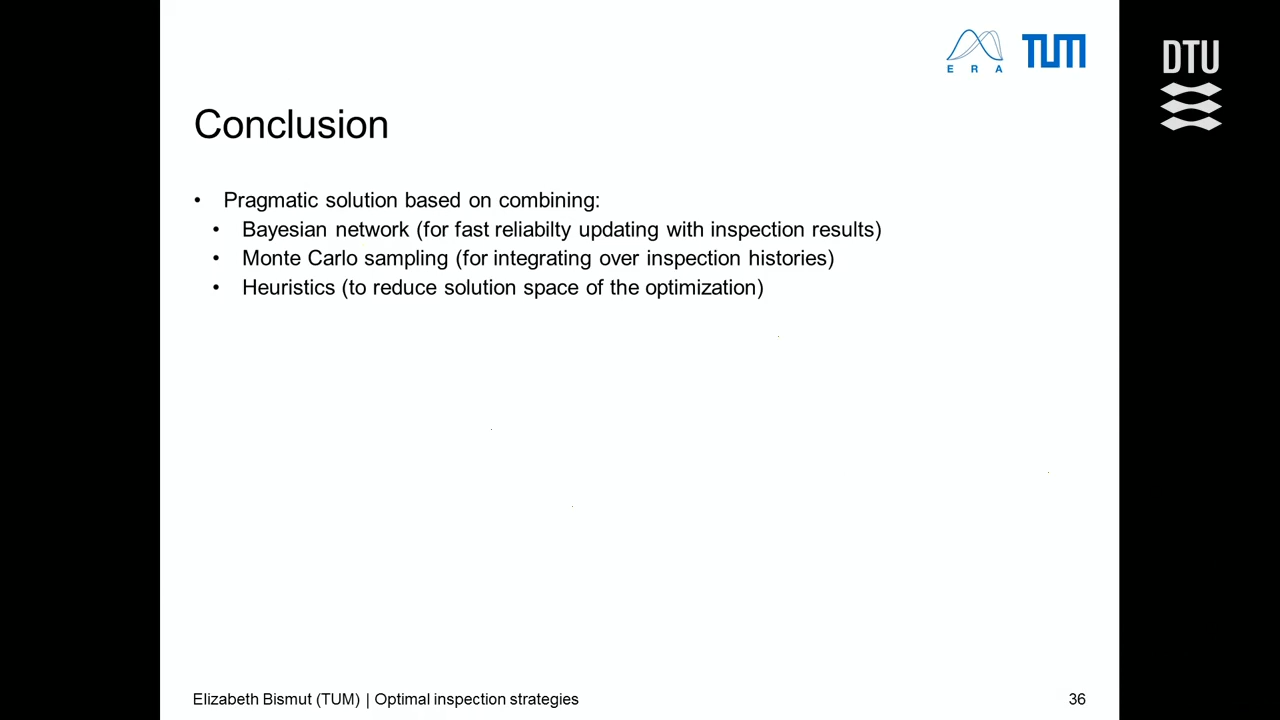 E R A
TUM
DTU
Conclusion
• Pragmatic solution based on combining:
• Bayesian network (for fast reliabilty updating with inspection results)
• Monte Carlo sampling (for integrating over inspection histories)
• Heuristics (to reduce solution space of the optimization)
Elizabeth Bismut (TUM) | Optimal inspection strategies
36